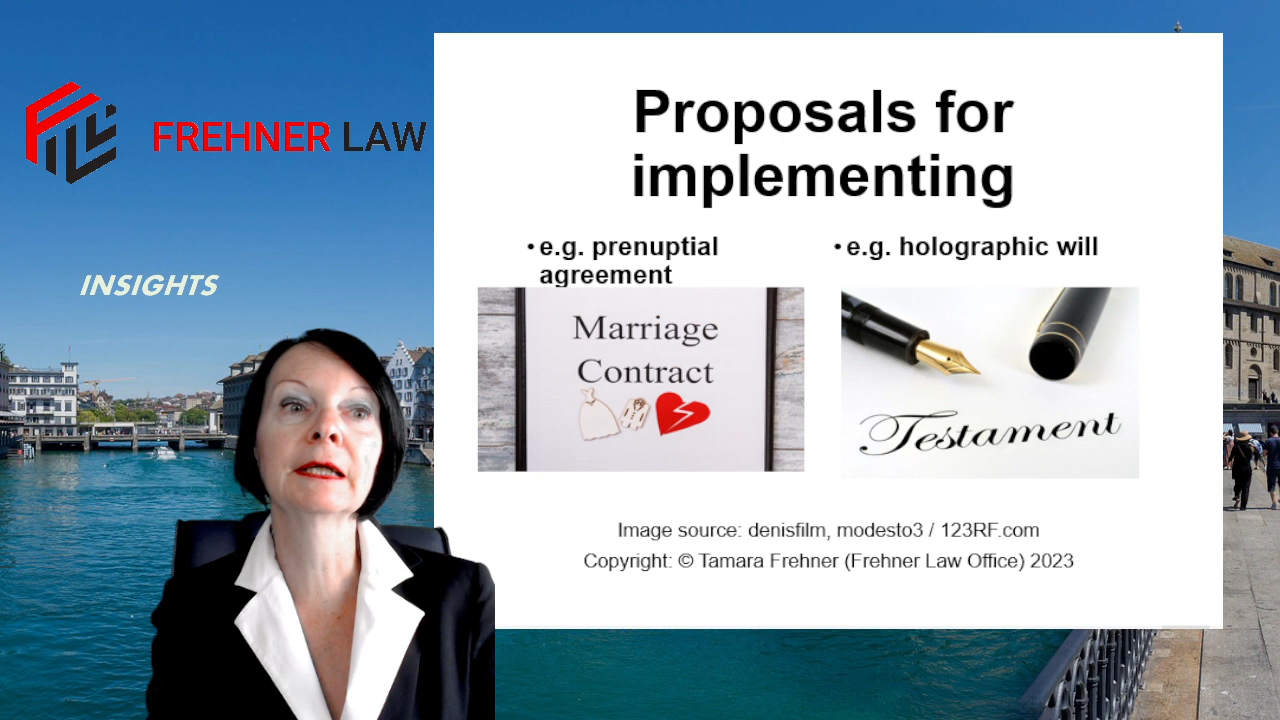 FREHNER LAW
INSIGHTS
Proposals for
implementing
• e.g. prenuptial
agreement
• e.g. holographic will
Marriage
Contract
Testament
Image source: denisfilm, modesto3 / 123RF.com
Copyright: © Tamara Frehner (Frehner Law Office) 2023